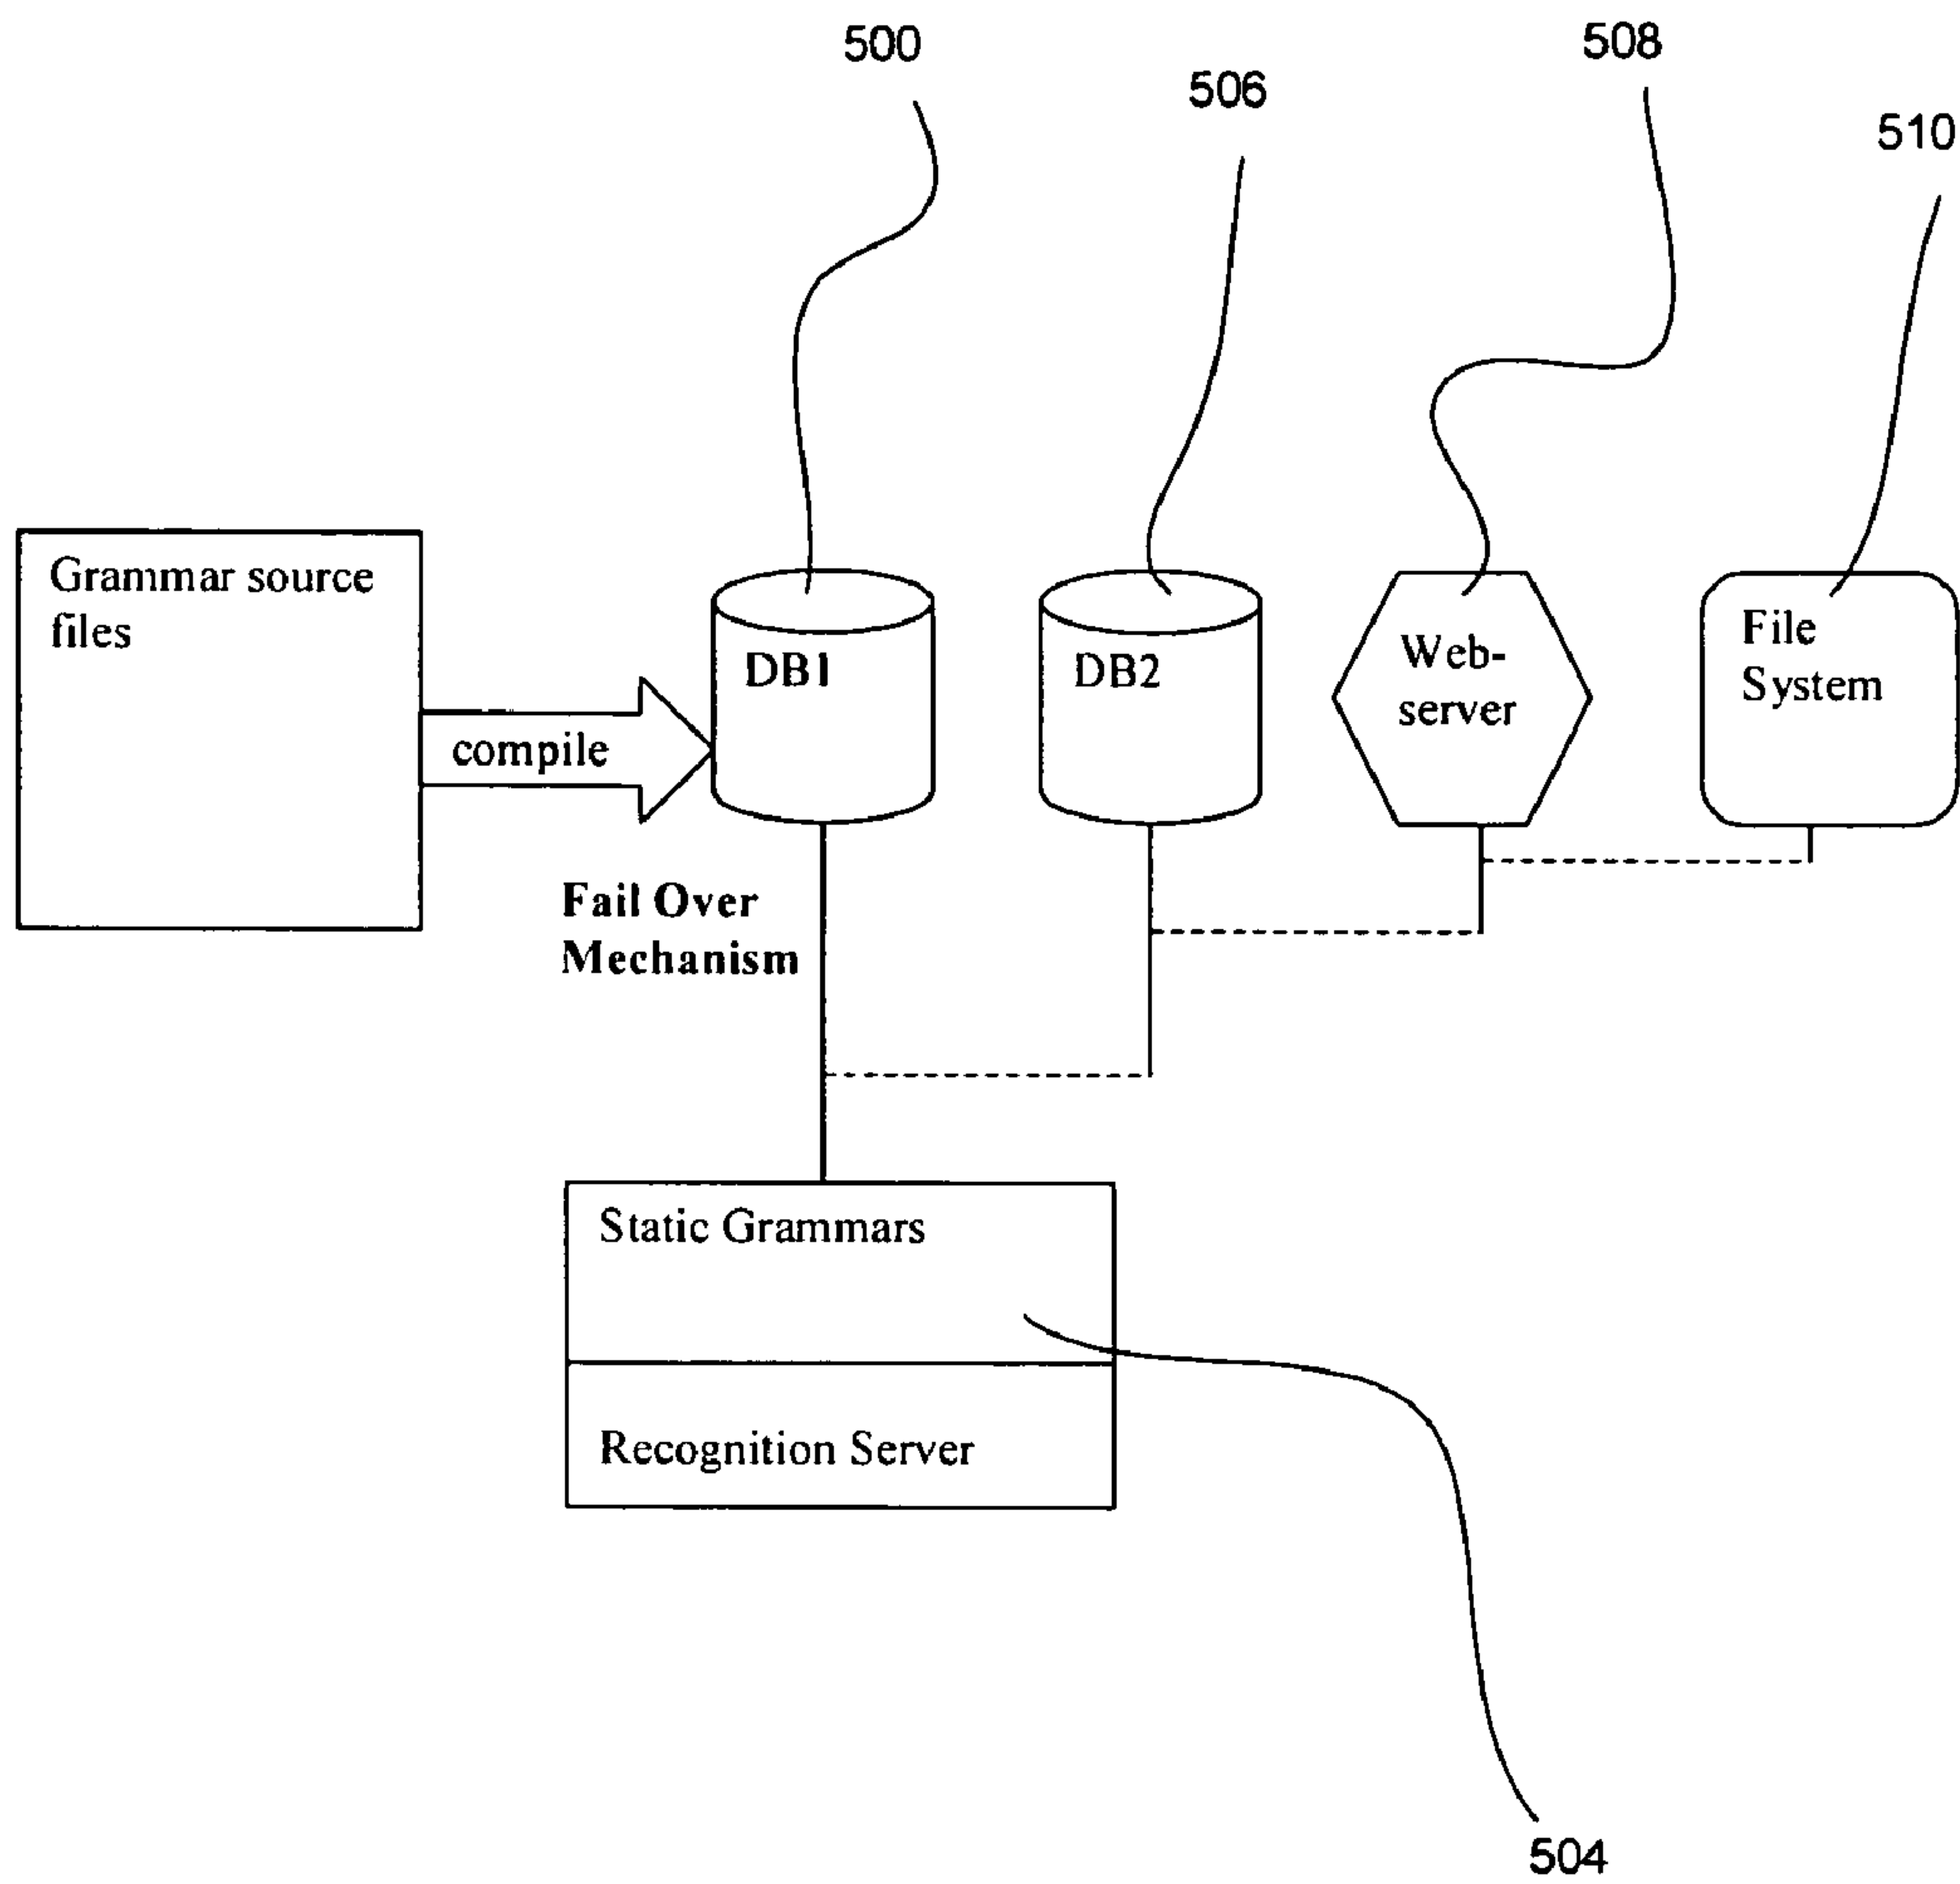 500
508
506
510
Grammar source
files
DB1
DB2
Web-
server
File
System
compile
Fail Over
Mechanism
Static Grammars
Recognition Server
504